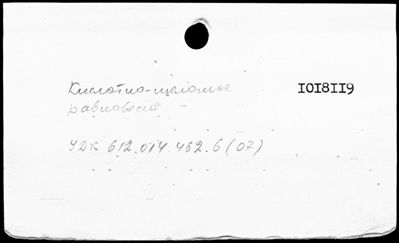 Кислотно-щелочное
равновесие
1018119
УДК 612.014.462.6(07)